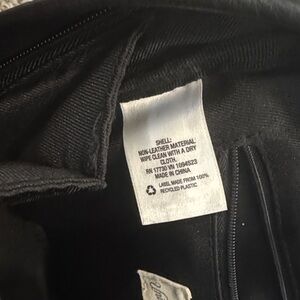 SHELL:
NON-LEATHER MATERIAL
WIPE CLEAN WITH A DRY
CLOTH.
RN 17730 VN 1094523
MADE IN CHINA
LABEL MADE FROM 100%
RECYCLED PLASTIC